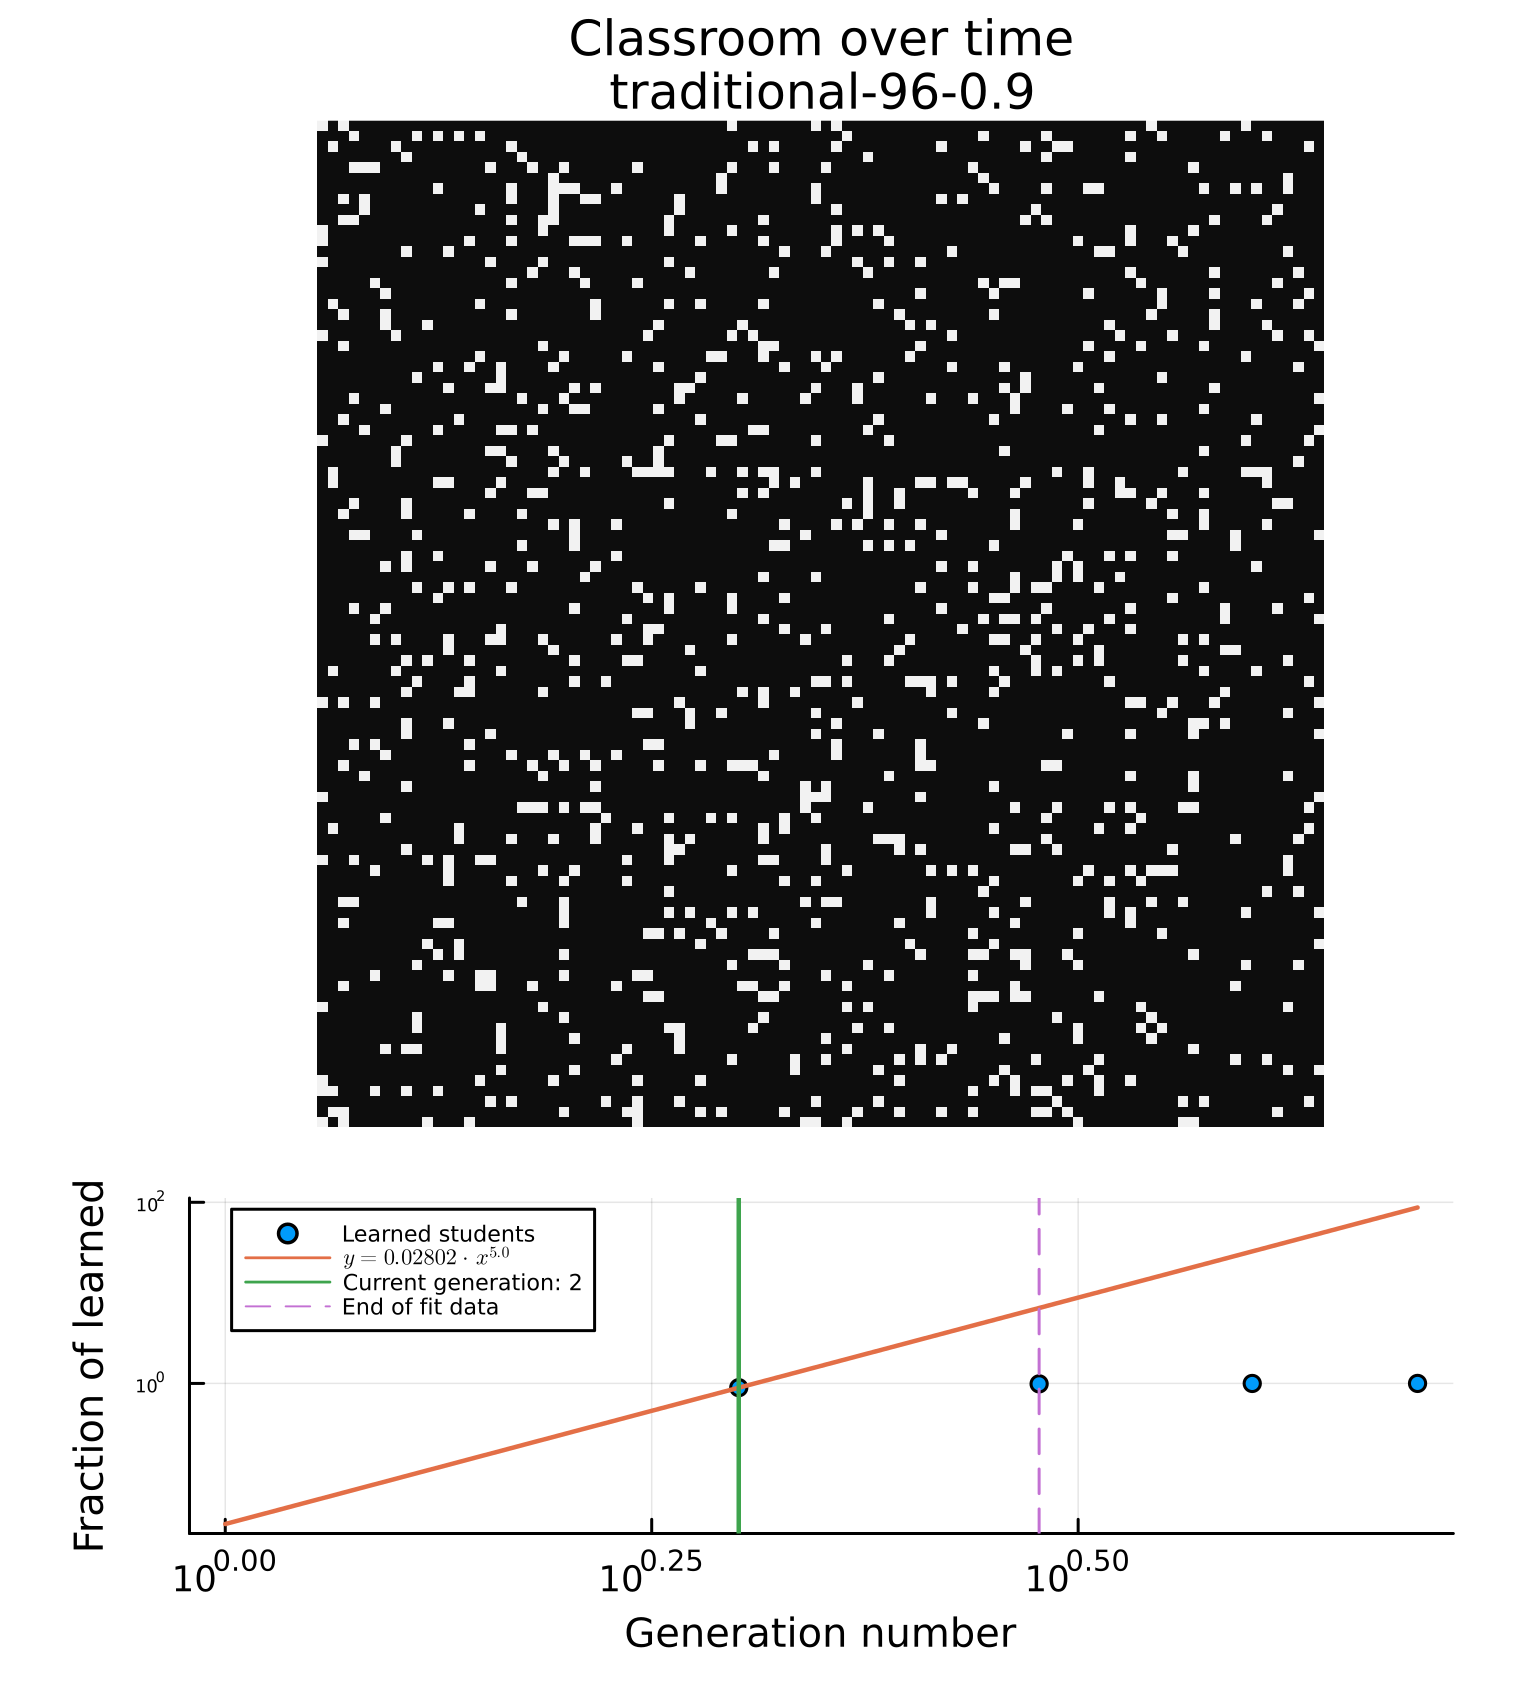 Classroom over time
traditional-96-0.9
Fraction of learned
10^2
10^0
Learned students
y = 0.02802 · x^5.0
Current generation: 2
End of fit data
10^0.00
10^0.25
10^0.50
Generation number